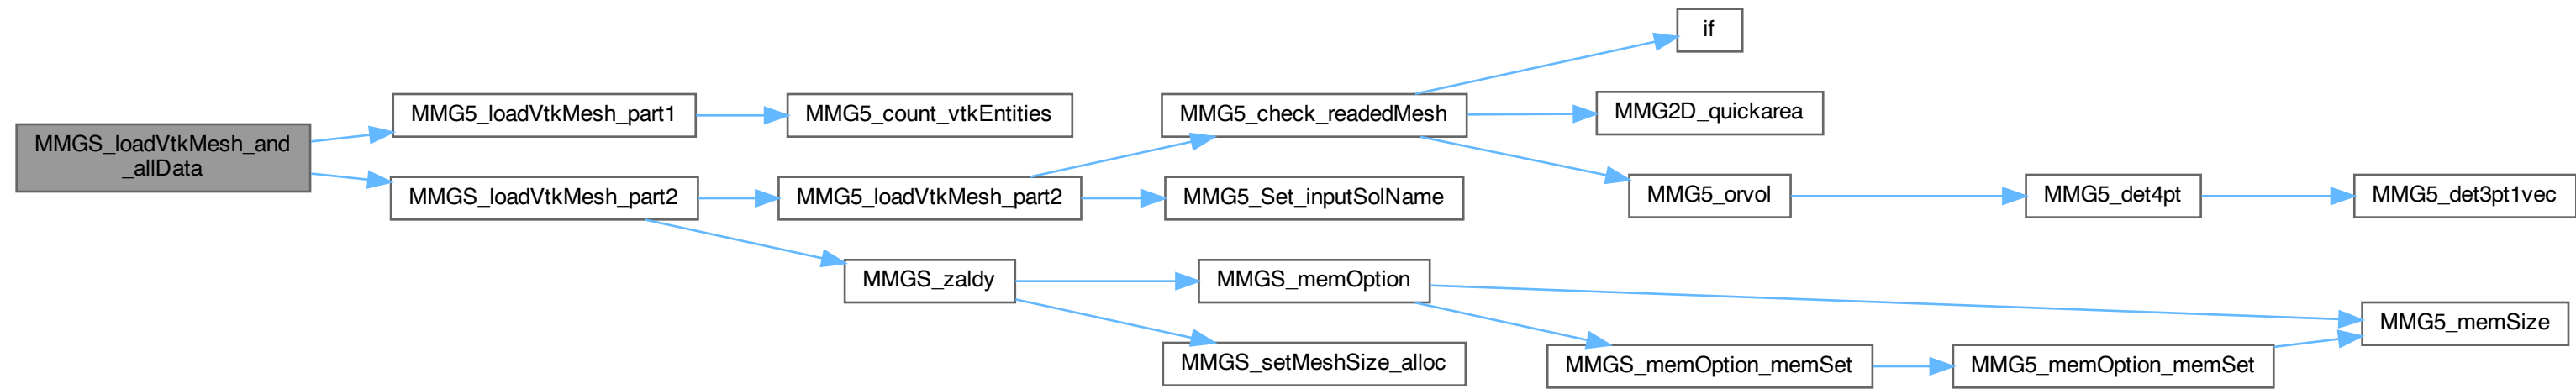 MMGS_loadVtkMesh_and
_allData
MMG5_loadVtkMesh_part1
MMG5_count_vtkEntities
MMGS_loadVtkMesh_part2
MMG5_loadVtkMesh_part2
MMG5_check_readedMesh
if
MMG2D_quickarea
MMG5_orvol
MMG5_det4pt
MMG5_det3pt1vec
MMG5_Set_inputSolName
MMGS_zaldy
MMGS_memOption
MMG5_memSize
MMGS_memOption_memSet
MMG5_memOption_memSet
MMGS_setMeshSize_alloc